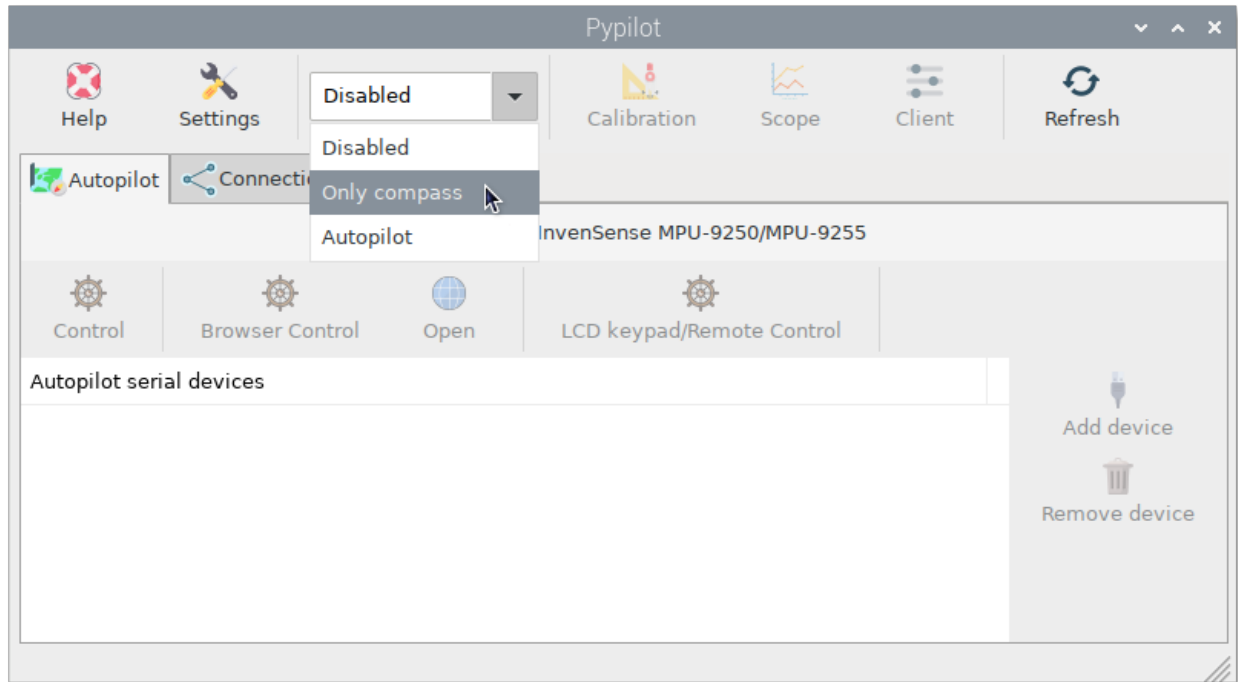 Pypilot
Help
Settings
Disabled
Calibration
Scope
Client
Refresh
Disabled
Only compass
Autopilot
Autopilot
InvenSense MPU-9250/MPU-9255
Control
Browser Control
Open
LCD keypad/Remote Control
Autopilot serial devices
Add device
Remove device